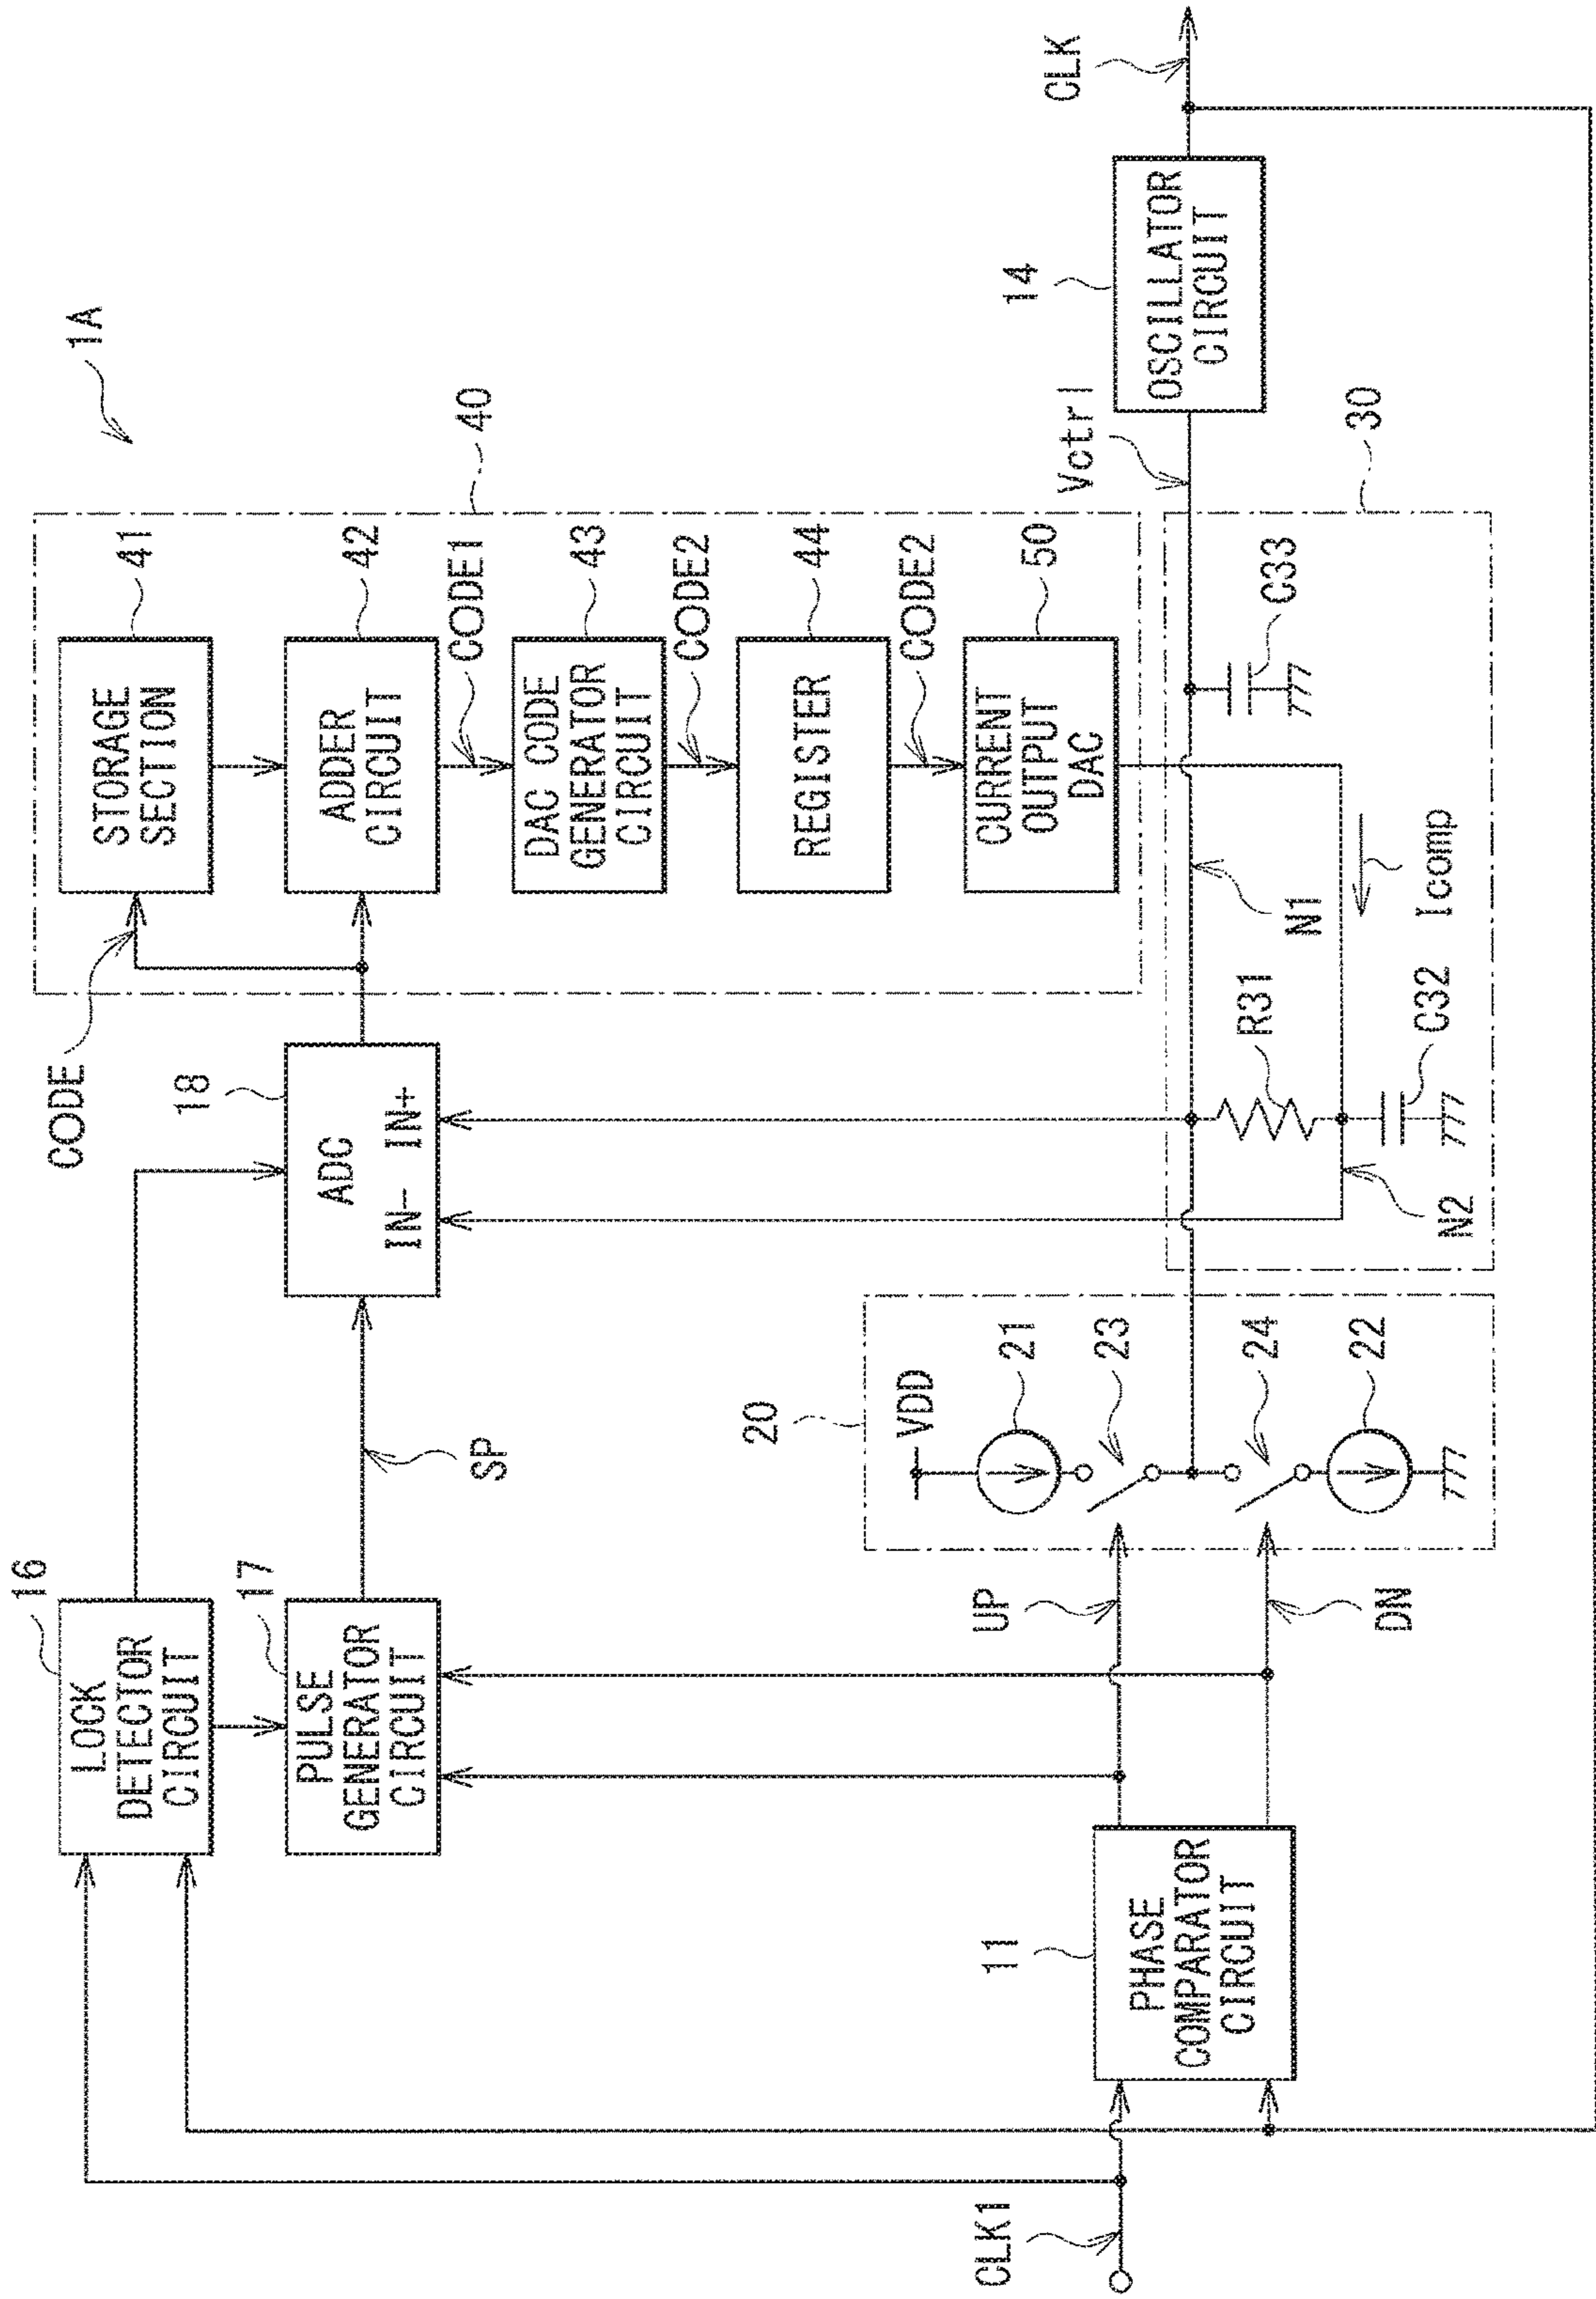 1A
16
LOCK
DETECTOR
CIRCUIT
17
PULSE
GENERATOR
CIRCUIT
SP
CODE
18
ADC
IN- IN+
40
STORAGE
SECTION
41
ADDER
CIRCUIT
42
CODE1
DAC CODE
GENERATOR
CIRCUIT
43
CODE2
REGISTER
44
CODE2
CURRENT
OUTPUT
DAC
50
CLK1
11
PHASE
COMPARATOR
CIRCUIT
UP
DN
20
VDD
21
23
24
22
N1
R31
C32
N2
Icomp
C33
30
Vctrl
14
OSCILLATOR
CIRCUIT
CLK